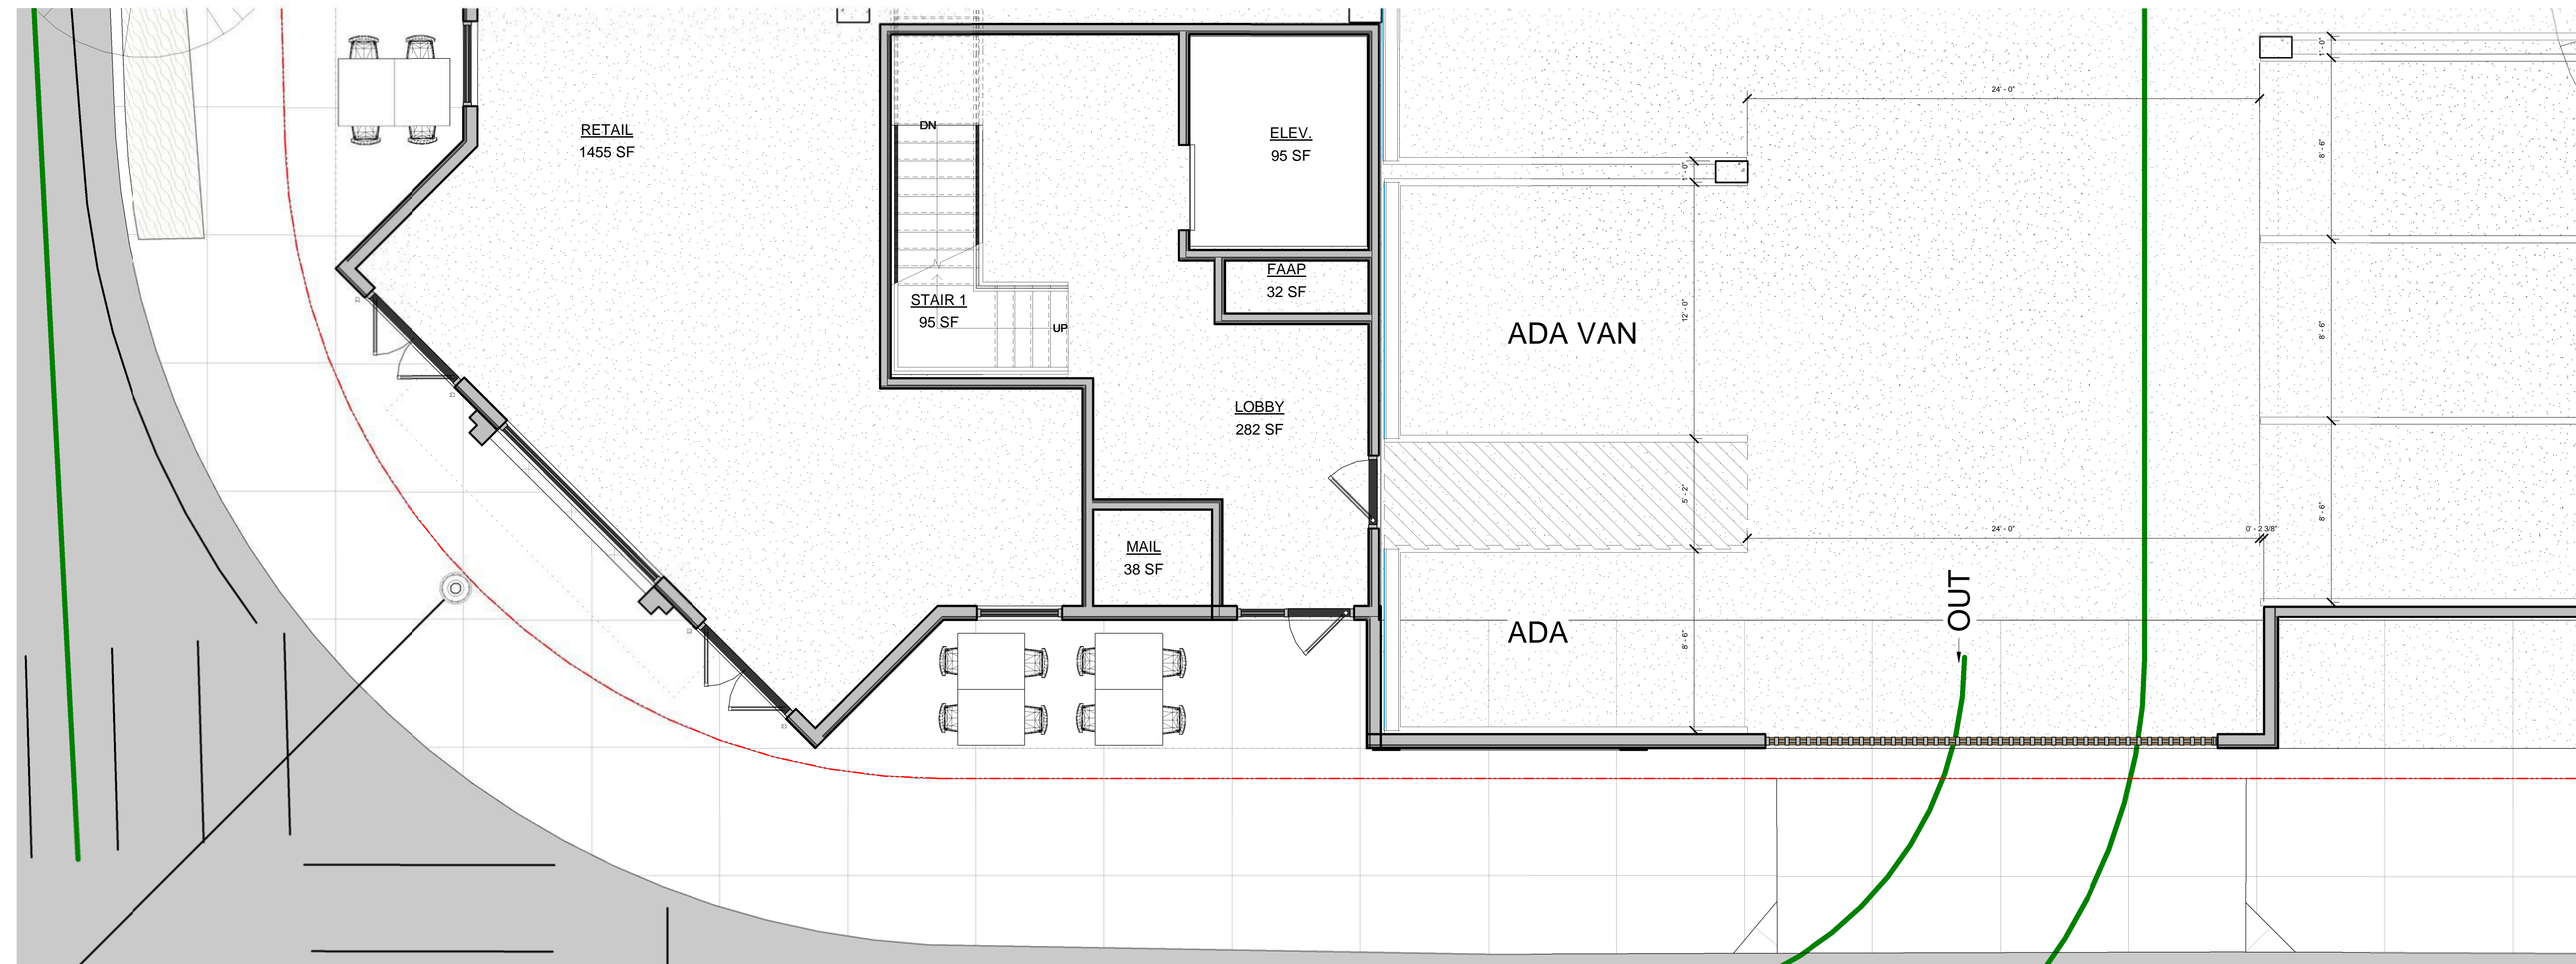 RETAIL
1455 SF
DN
STAIR 1
95 SF
UP
ELEV.
95 SF
FAAP
32 SF
LOBBY
282 SF
MAIL
38 SF
ADA VAN
ADA
OUT
1' - 0"
12' - 0"
5' - 2"
8' - 6"
24' - 0"
24' - 0"
0' - 2 3/8"
1' - 0"
8' - 6"
8' - 6"
8' - 6"